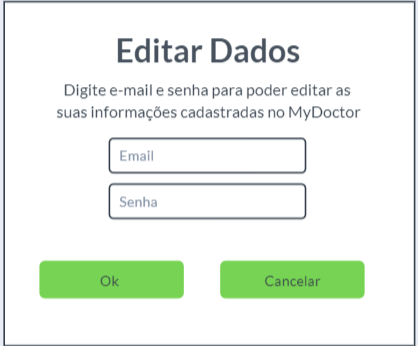 Editar Dados
Digite e-mail e senha para poder editar as
suas informações cadastradas no MyDoctor
Email
Senha
Ok
Cancelar